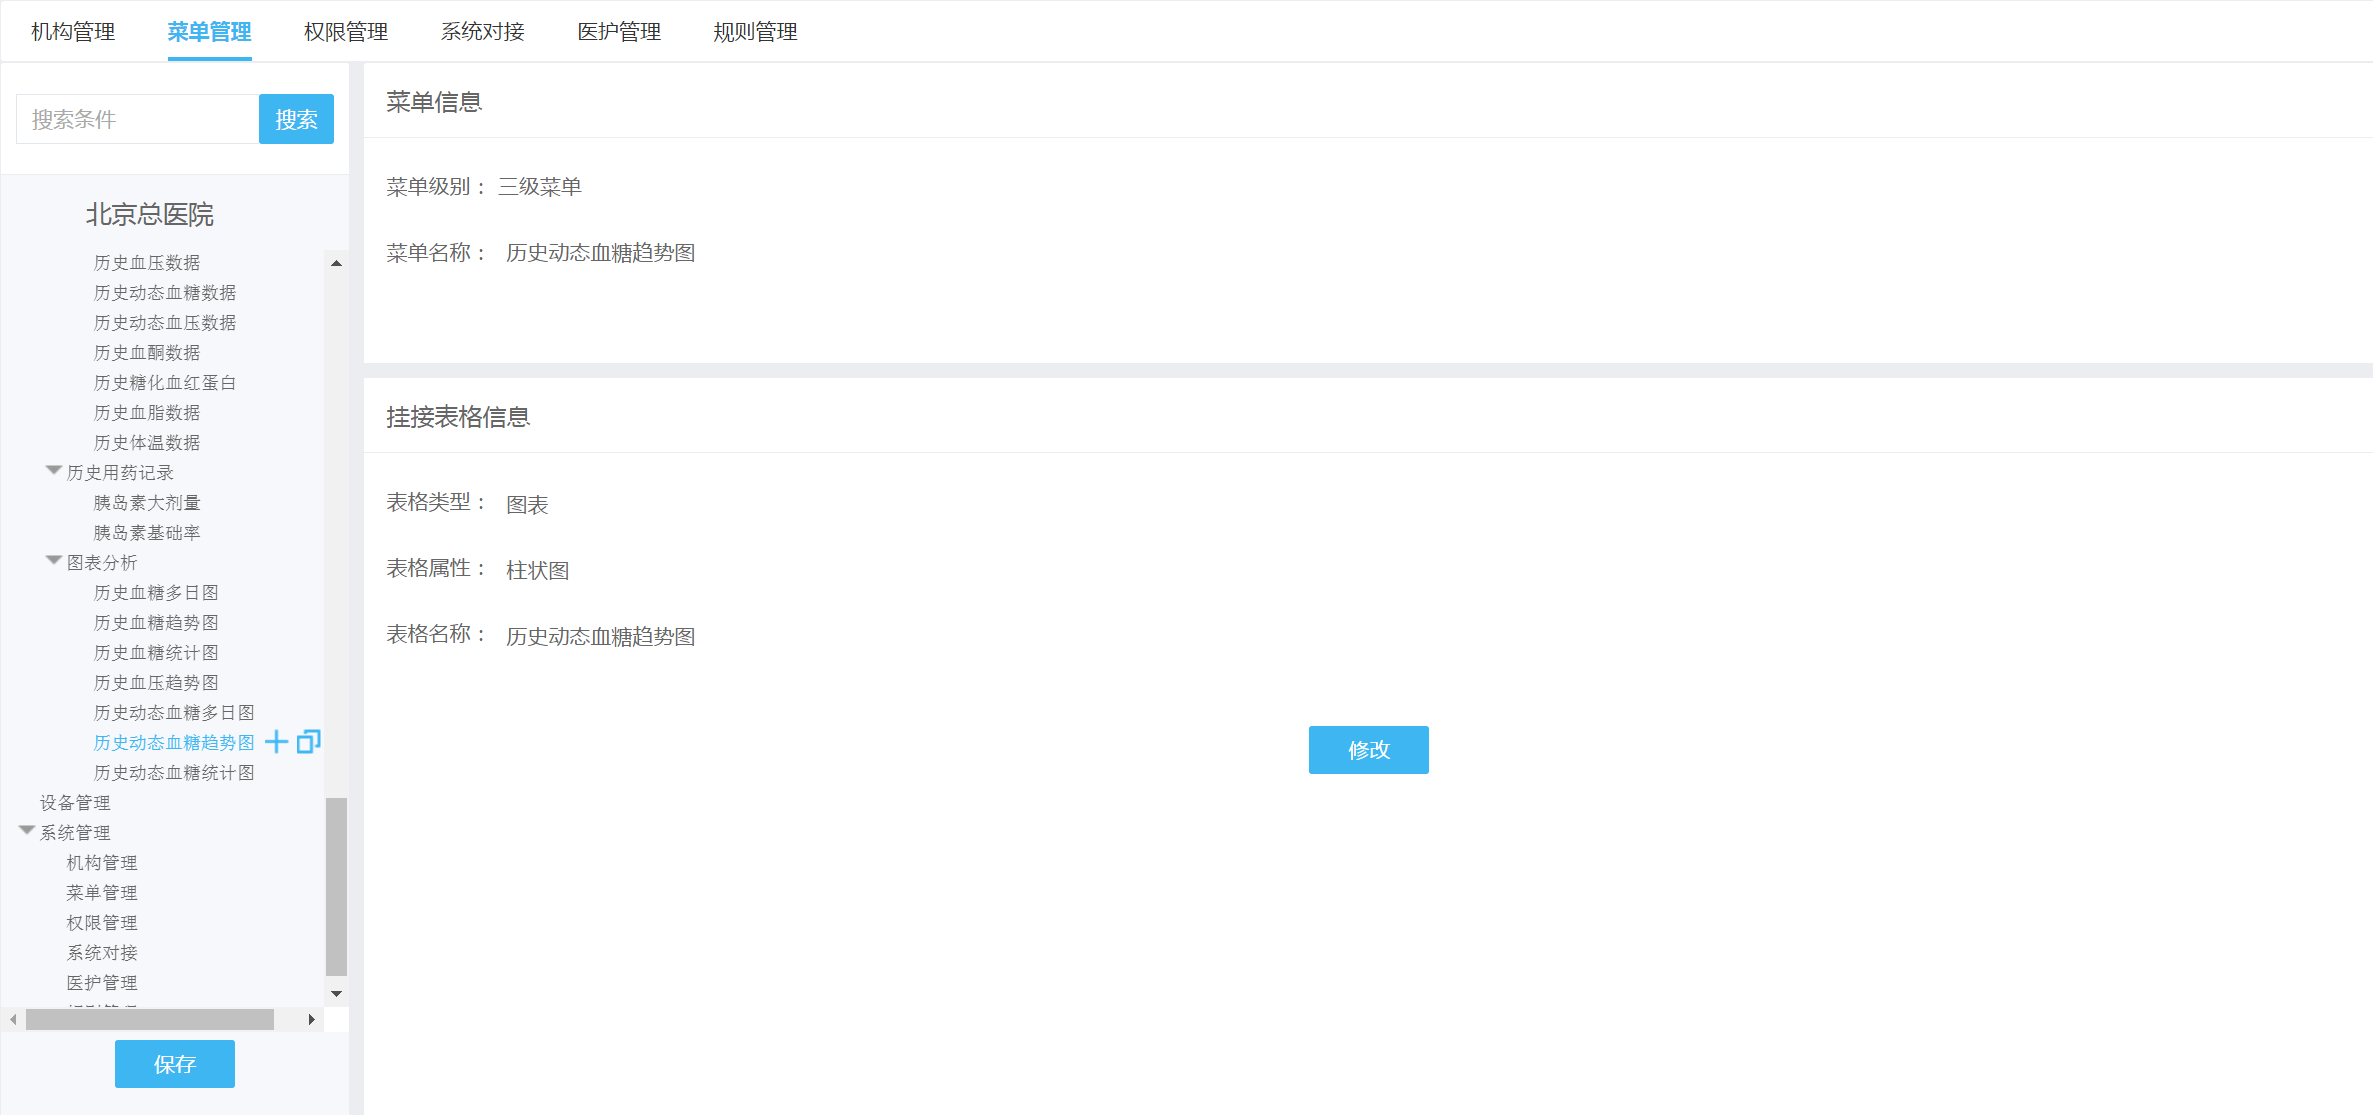 机构管理 菜单管理 权限管理 系统对接 医护管理 规则管理
搜索条件 搜索
北京总医院
历史血压数据
历史动态血糖数据
历史动态血压数据
历史血酮数据
历史糖化血红蛋白
历史血脂数据
历史体温数据
历史用药记录
胰岛素大剂量
胰岛素基础率
图表分析
历史血糖多日图
历史血糖趋势图
历史血糖统计图
历史血压趋势图
历史动态血糖多日图
历史动态血糖趋势图
历史动态血糖统计图
设备管理
系统管理
机构管理
菜单管理
权限管理
系统对接
医护管理
保存
菜单信息
菜单级别： 三级菜单
菜单名称： 历史动态血糖趋势图
挂接表格信息
表格类型： 图表
表格属性： 柱状图
表格名称： 历史动态血糖趋势图
修改